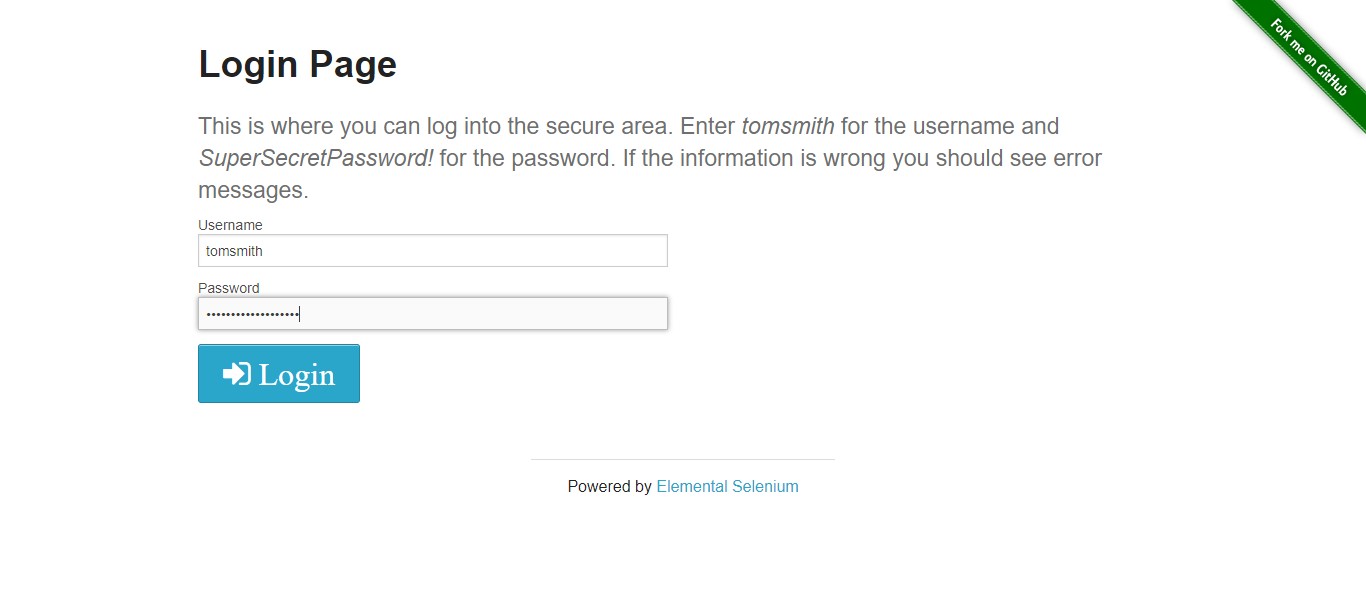 Fork me on GitHub
Login Page
This is where you can log into the secure area. Enter tomsmith for the username and
SuperSecretPassword! for the password. If the information is wrong you should see error
messages.
Username
tomsmith
Password
•••••••••••••••••••
Login
Powered by Elemental Selenium